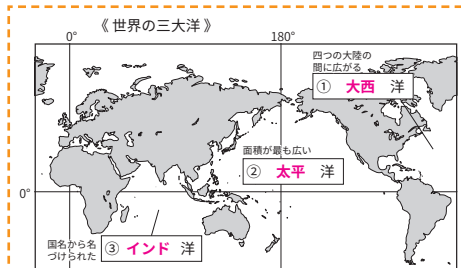 《 世界の三大洋 》
0°
180°
四つの大陸の
間に広がる
① 大西 洋
面積が最も広い
② 太平 洋
0°
国名から名
づけられた
③ インド 洋